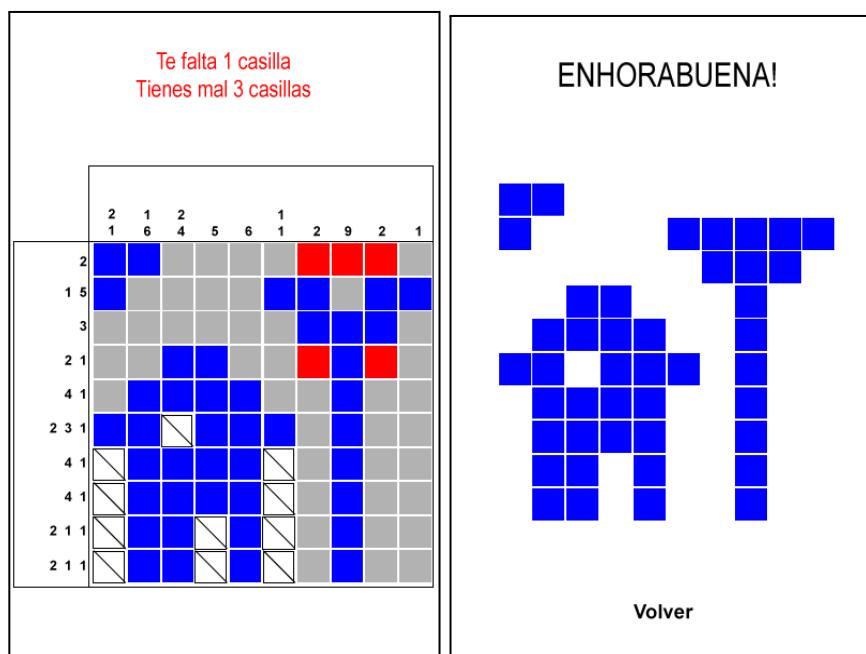 Te falta 1 casilla
Tienes mal 3 casillas
2 1 2 1
1 6 4 5 6 1 2 9 2 1
2
1 5
3
2 1
4 1
2 3 1
4 1
4 1
2 1 1
2 1 1
ENHORABUENA!
Volver